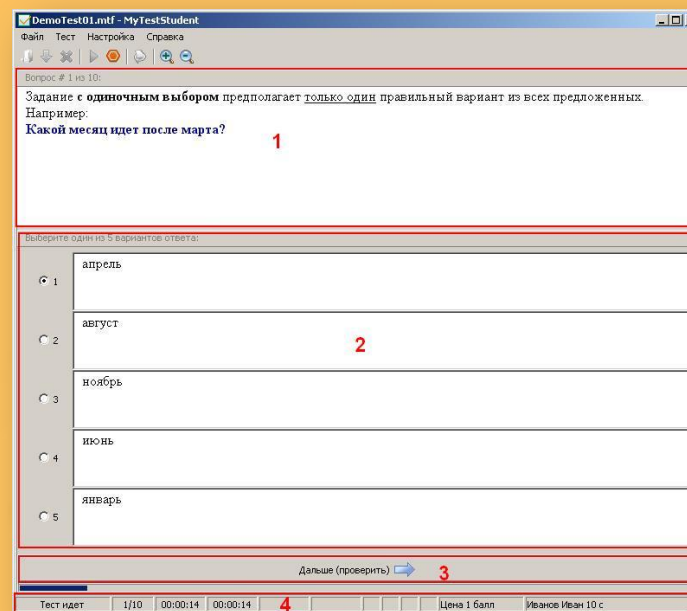 DemoTest01.mtf - MyTestStudent
Файл Тест Настройка Справка
Вопрос # 1 из 10:
Задание с одиночным выбором предполагает только один правильный вариант из всех предложенных.
Например:
Какой месяц идет после марта?
1
Выберите один из 5 вариантов ответа:
1 апрель
2 август
2
3 ноябрь
4 июнь
5 январь
Дальше (проверить) 3
Тест идет 1/10 00:00:14 00:00:14 4 Цена 1 балл Иванов Иван 10 с